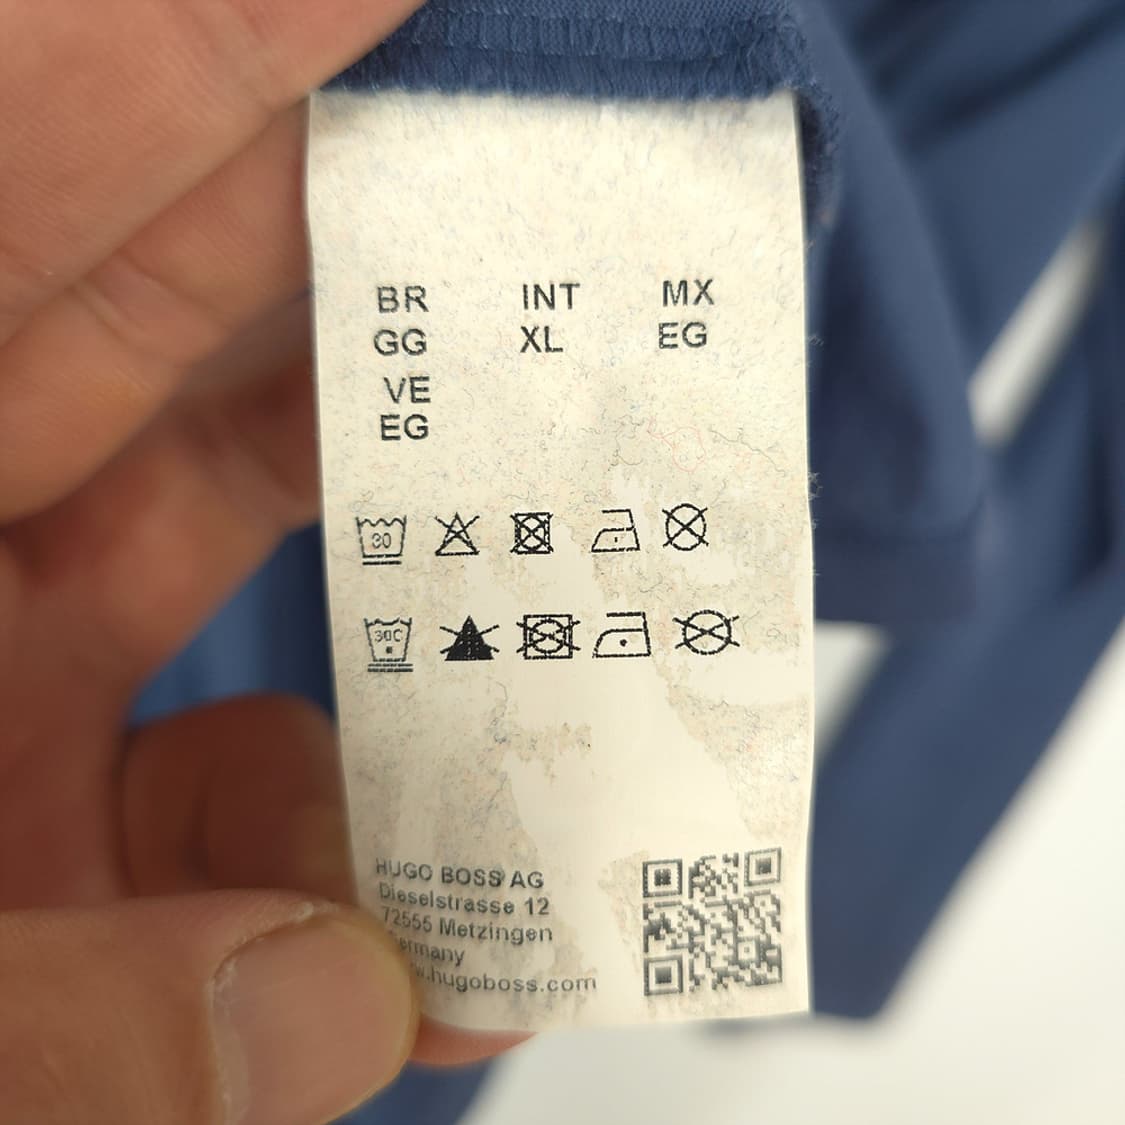 BR INT MX
GG XL EG
VE
EG
30
30C
HUGO BOSS AG
Dieselstrasse 12
72555 Metzingen
.hugoboss.com